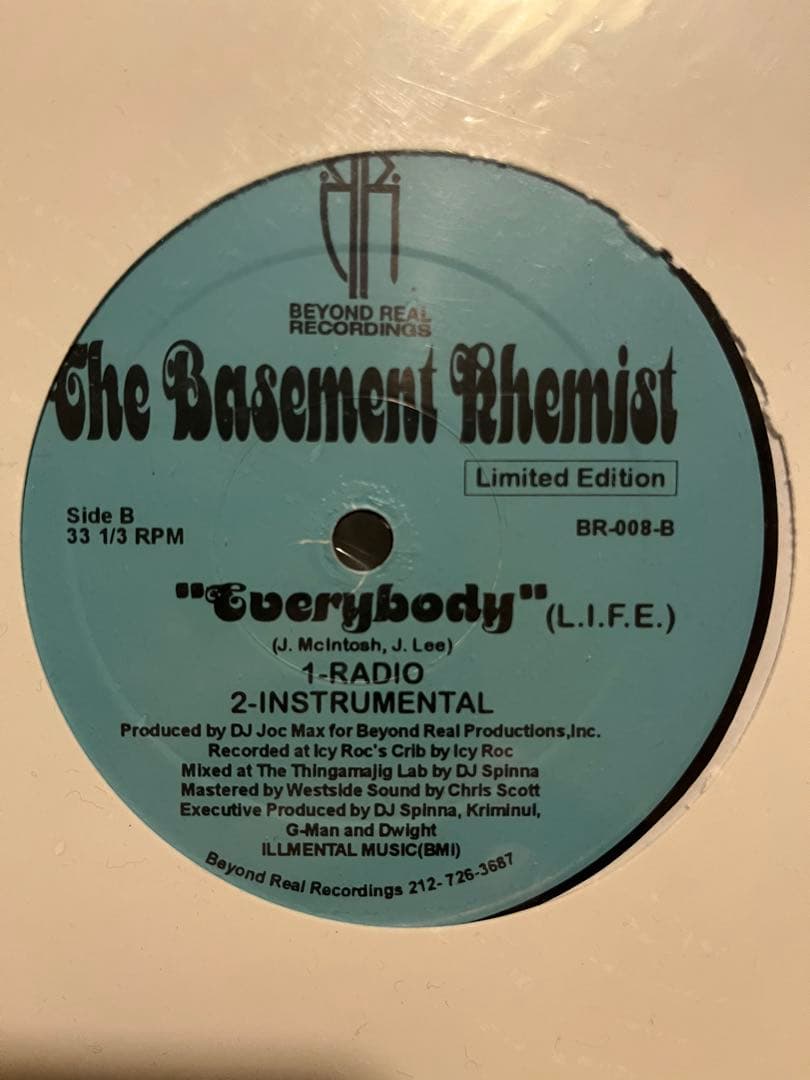 B.R.
BEYOND REAL
RECORDINGS
The Basement Khemist
Limited Edition
Side B
33 1/3 RPM
BR-008-B
"Everybody" (L.I.F.E.)
(J. McIntosh, J. Lee)
1-RADIO
2-INSTRUMENTAL
Produced by DJ Joc Max for Beyond Real Productions,Inc.
Recorded at Icy Roc's Crib by Icy Roc
Mixed at The Thingamajig Lab by DJ Spinna
Mastered by Westside Sound by Chris Scott
Executive Produced by DJ Spinna, Kriminul,
G-Man and Dwight
ILLMENTAL MUSIC(BMI)
Beyond Real Recordings 212-726-3687